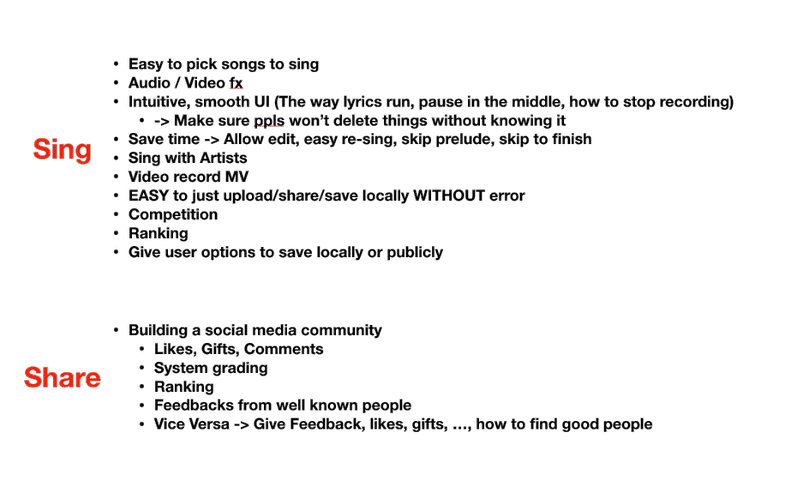 Sing
• Easy to pick songs to sing
• Audio / Video fx
• Intuitive, smooth UI (The way lyrics run, pause in the middle, how to stop recording)
• -> Make sure ppls won’t delete things without knowing it
• Save time -> Allow edit, easy re-sing, skip prelude, skip to finish
• Sing with Artists
• Video record MV
• EASY to just upload/share/save locally WITHOUT error
• Competition
• Ranking
• Give user options to save locally or publicly
Share
• Building a social media community
• Likes, Gifts, Comments
• System grading
• Ranking
• Feedbacks from well known people
• Vice Versa -> Give Feedback, likes, gifts, …, how to find good people